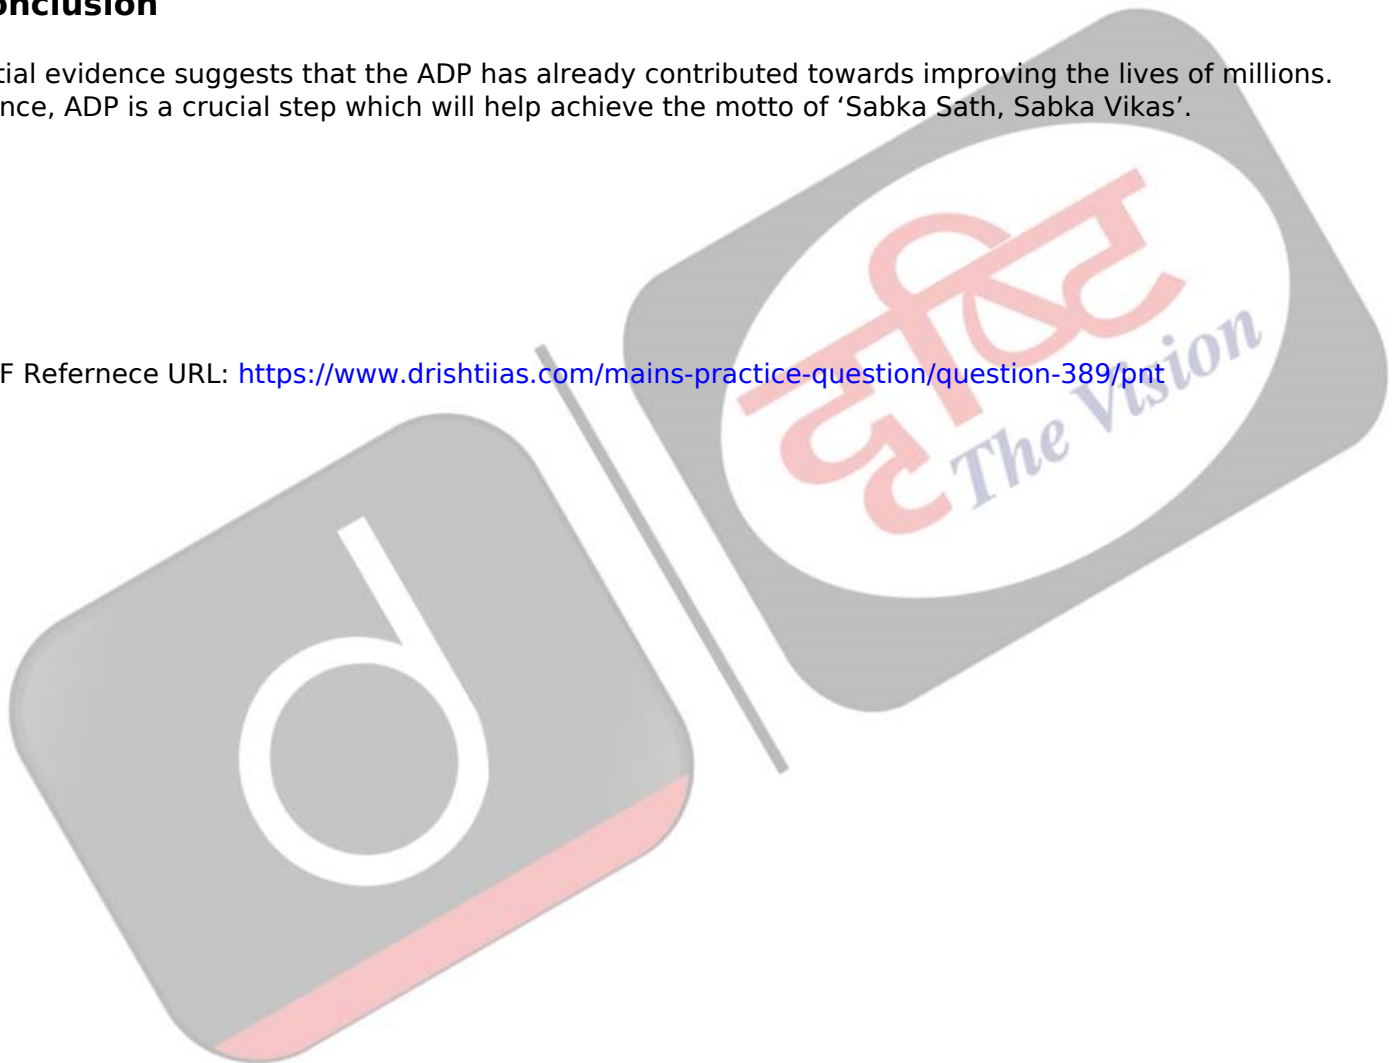 onclusion
tial evidence suggests that the ADP has already contributed towards improving the lives of millions.
nce, ADP is a crucial step which will help achieve the motto of ‘Sabka Sath, Sabka Vikas’.
F Refernece URL: https://www.drishtiias.com/mains-practice-question/question-389/pnt
दृष्टि
The Vision
d